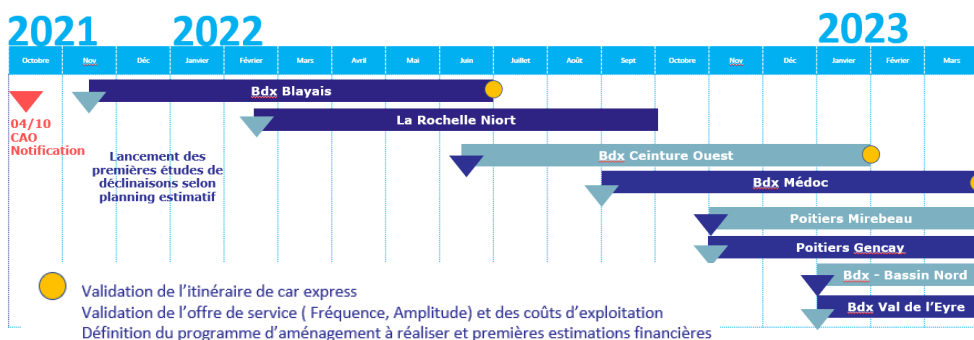 2021 2022 2023
Octobre Nov Déc Janvier Février Mars Avril Mai Juin Juillet Août Sept Octobre Nov Déc Janvier Février Mars
Bdx Blayais
04/10
CAO
Notification
La Rochelle Niort
Lancement des
premières études de
déclinaisons selon
planning estimatif
Bdx Ceinture Ouest
Bdx Médoc
Poitiers Mirebeau
Poitiers Gençay
Bdx - Bassin Nord
Bdx Val de l'Eyre
Validation de l'itinéraire de car express
Validation de l'offre de service ( Fréquence, Amplitude) et des coûts d'exploitation
Définition du programme d'aménagement à réaliser et premières estimations financières